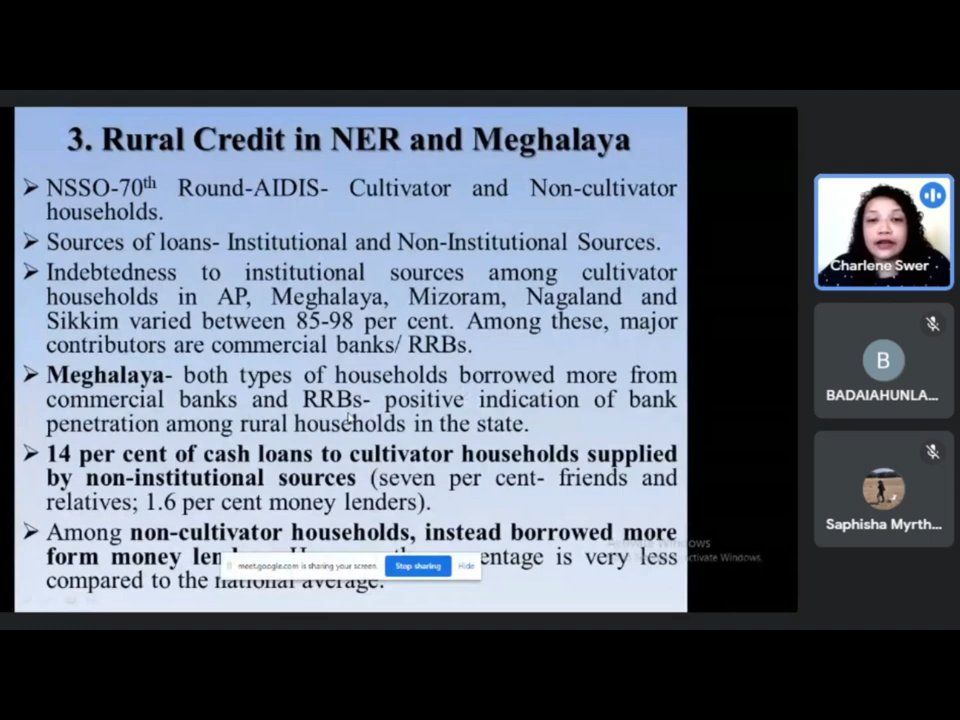 3. Rural Credit in NER and Meghalaya
➢ NSSO-70th Round-AIDIS- Cultivator and Non-cultivator
households.
➢ Sources of loans- Institutional and Non-Institutional Sources.
➢ Indebtedness to institutional sources among cultivator
households in AP, Meghalaya, Mizoram, Nagaland and
Sikkim varied between 85-98 per cent. Among these, major
contributors are commercial banks/ RRBs.
➢ Meghalaya- both types of households borrowed more from
commercial banks and RRBs- positive indication of bank
penetration among rural households in the state.
➢ 14 per cent of cash loans to cultivator households supplied
by non-institutional sources (seven per cent- friends and
relatives; 1.6 per cent money lenders).
➢ Among non-cultivator households, instead borrowed more
form money is very less
compared to the national average.
meet.google.com is sharing your screen.
Stop sharing
Hide
Charlene Swer
B
BADAIAHUNLA...
Saphisha Myrth...